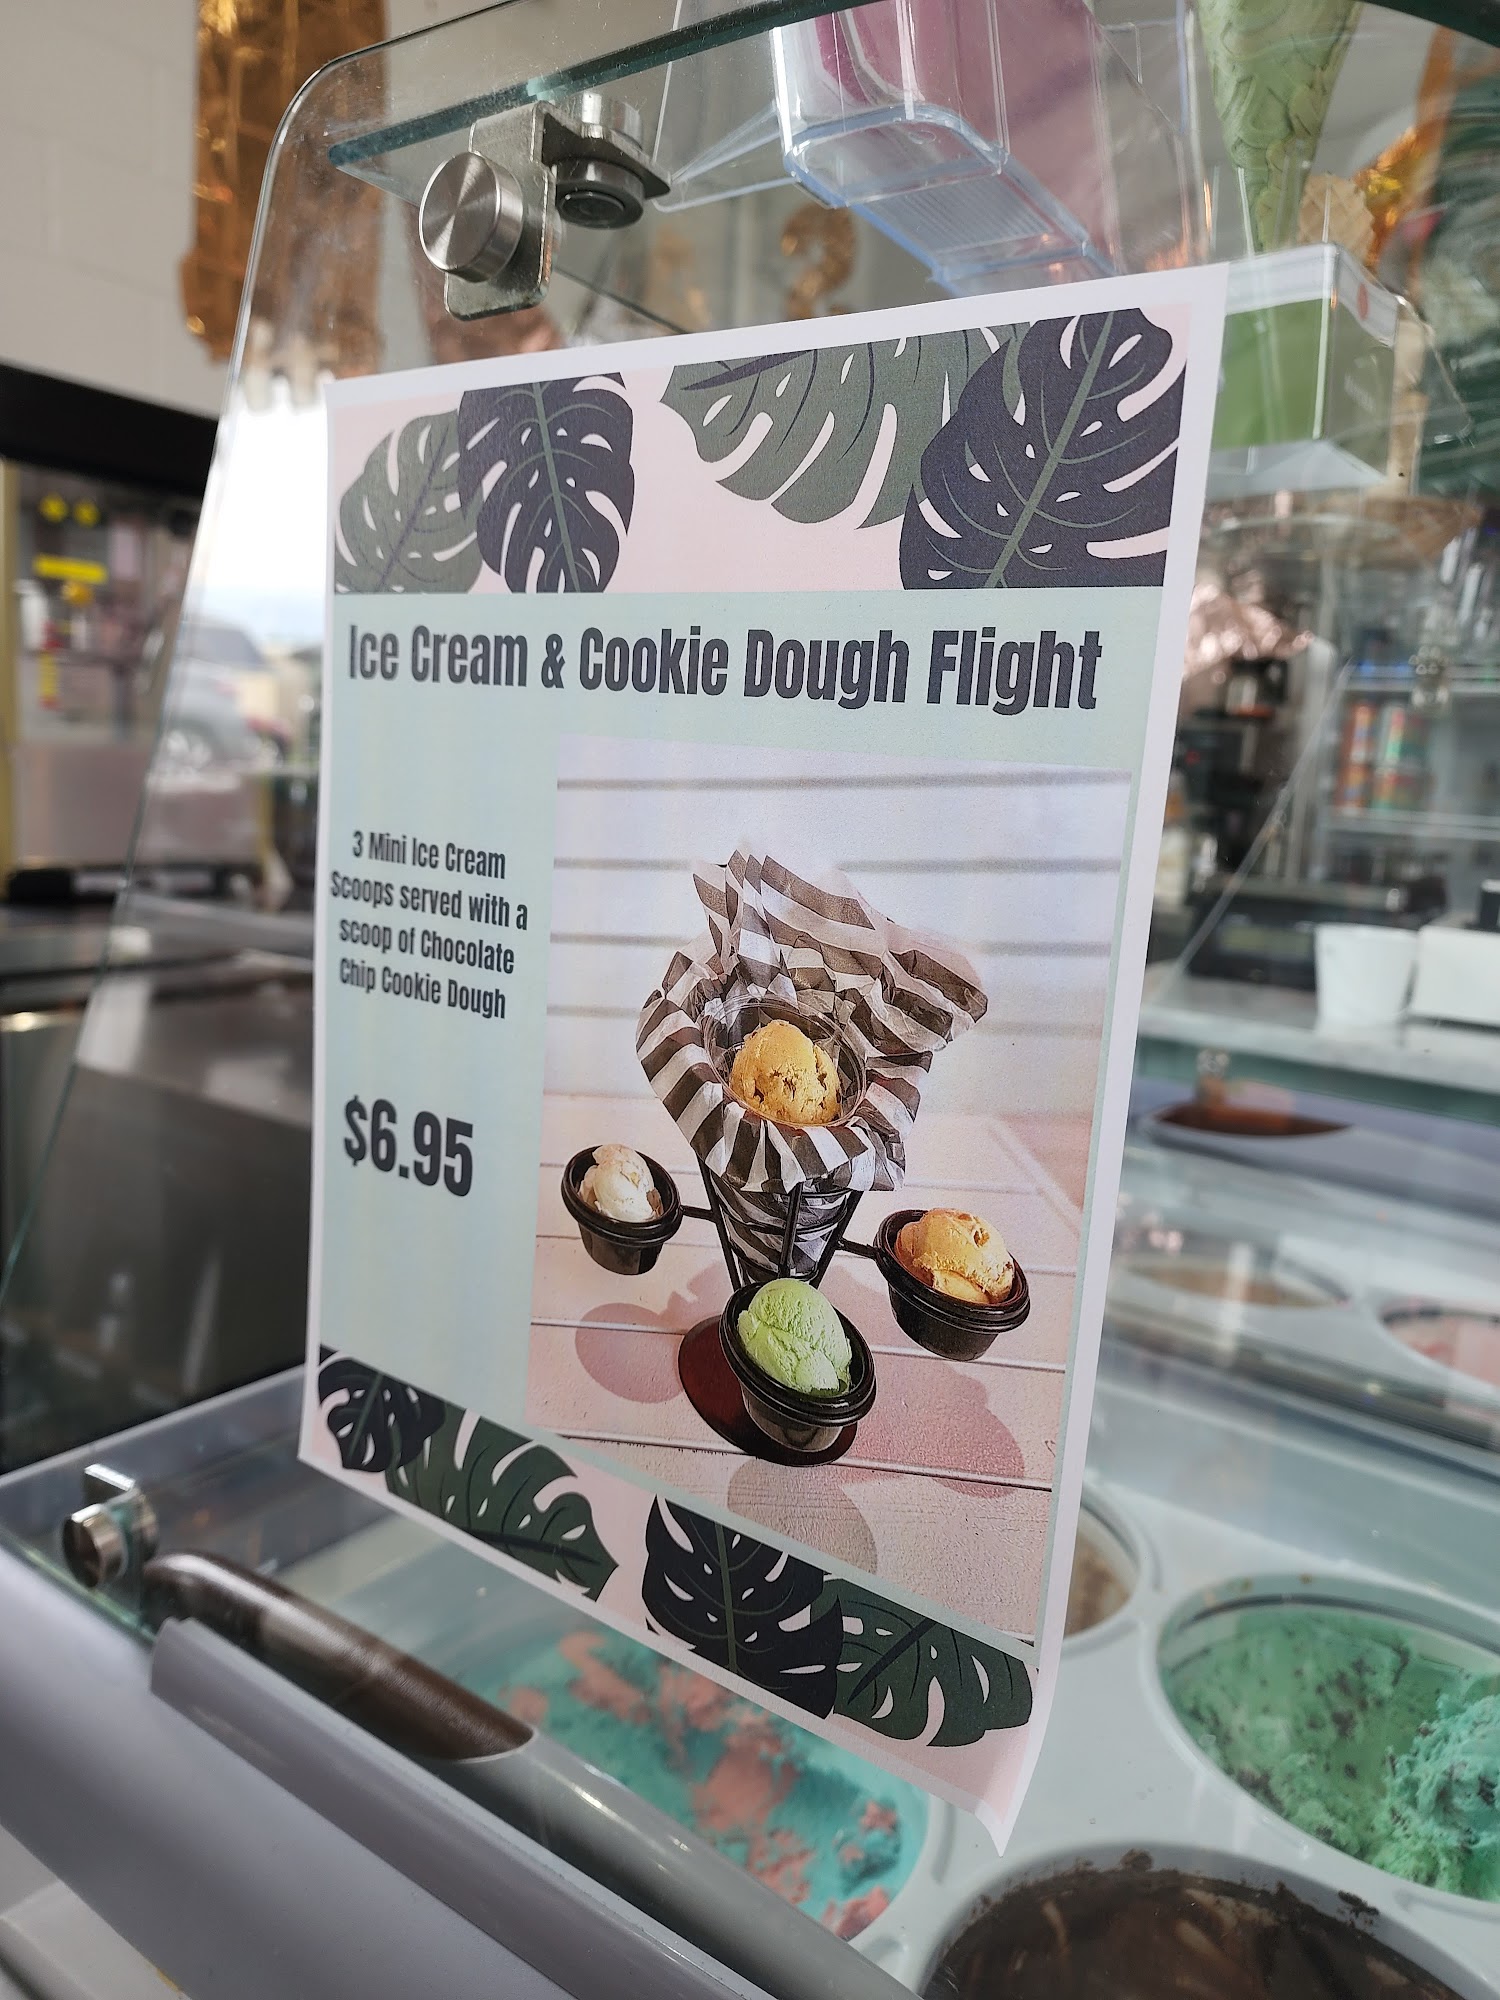 Ice Cream & Cookie Dough Flight
3 Mini Ice Cream
Scoops served with a
scoop of Chocolate
Chip Cookie Dough
$6.95